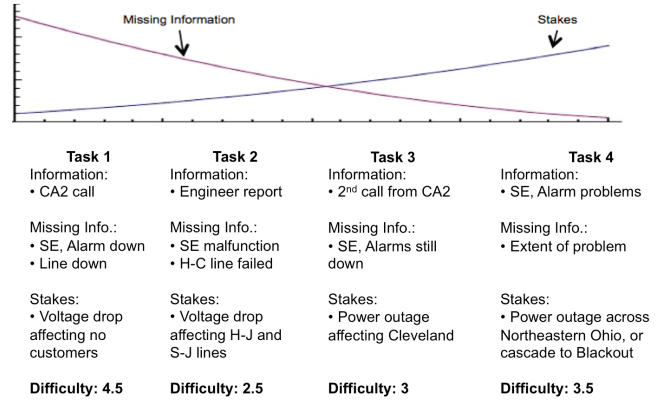 Missing Information
Stakes
Task 1
Information:
• CA2 call
Missing Info.:
• SE, Alarm down
• Line down
Stakes:
• Voltage drop
affecting no
customers
Difficulty: 4.5
Task 2
Information:
• Engineer report
Missing Info.:
• SE malfunction
• H-C line failed
Stakes:
• Voltage drop
affecting H-J and
S-J lines
Difficulty: 2.5
Task 3
Information:
• 2nd call from CA2
Missing Info.:
• SE, Alarms still
down
Stakes:
• Power outage
affecting Cleveland
Difficulty: 3
Task 4
Information:
• SE, Alarm problems
Missing Info.:
• Extent of problem
Stakes:
• Power outage across
Northeastern Ohio, or
cascade to Blackout
Difficulty: 3.5